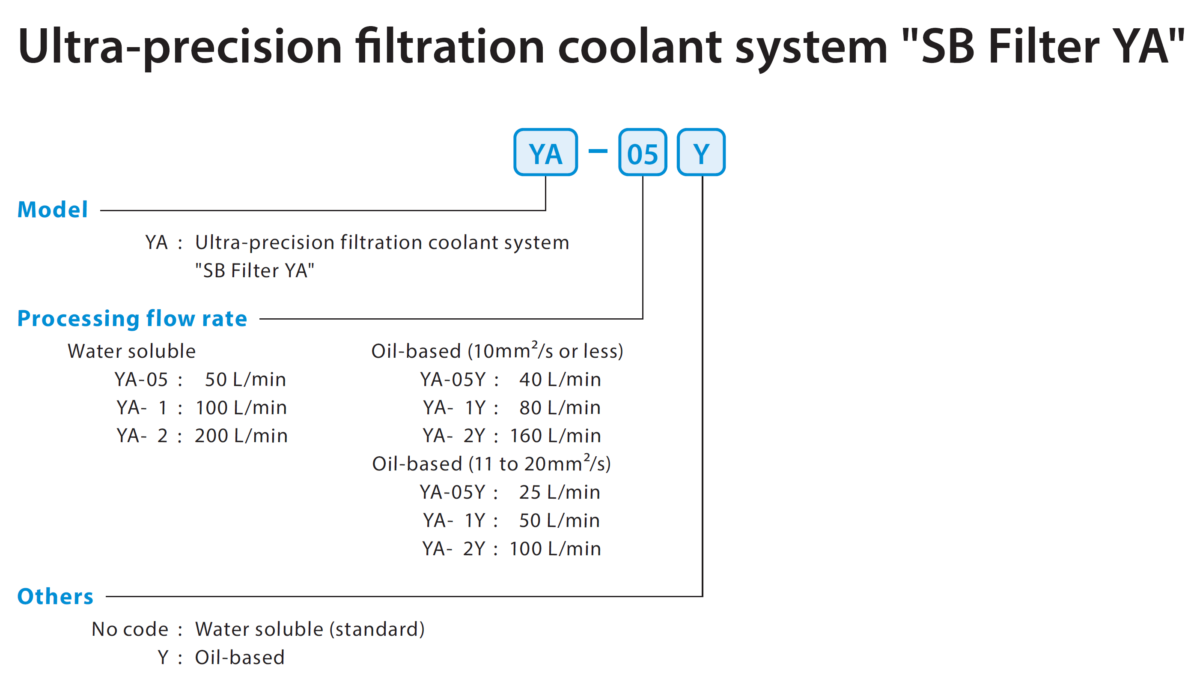 Ultra-precision filtration coolant system "SB Filter YA"
YA – 05 Y
Model
YA : Ultra-precision filtration coolant system
"SB Filter YA"
Processing flow rate
Water soluble
YA-05 : 50 L/min
YA- 1 : 100 L/min
YA- 2 : 200 L/min
Oil-based (10mm²/s or less)
YA-05Y : 40 L/min
YA- 1Y : 80 L/min
YA- 2Y : 160 L/min
Oil-based (11 to 20mm²/s)
YA-05Y : 25 L/min
YA- 1Y : 50 L/min
YA- 2Y : 100 L/min
Others
No code : Water soluble (standard)
Y : Oil-based